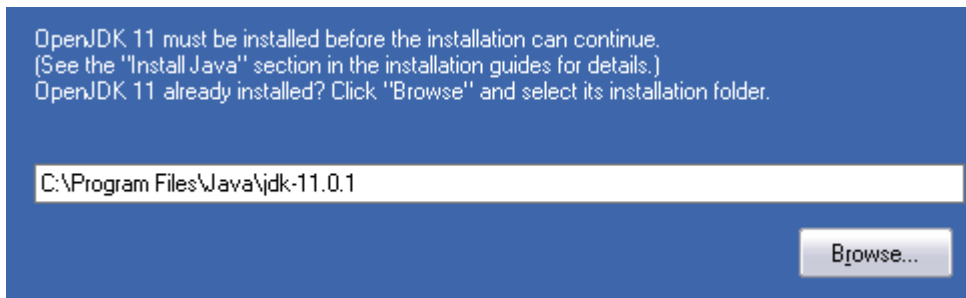 OpenJDK 11 must be installed before the installation can continue.
(See the "Install Java" section in the installation guides for details.)
OpenJDK 11 already installed? Click "Browse" and select its installation folder.
C:\Program Files\Java\jdk-11.0.1
Browse...